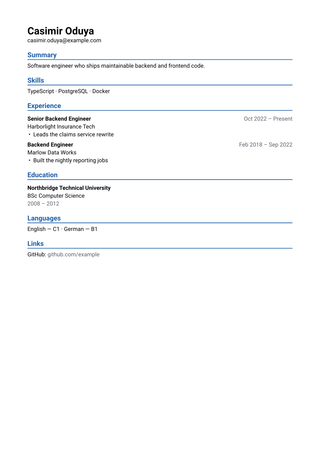 Casimir Oduya
casimir.oduya@example.com
Summary
Software engineer who ships maintainable backend and frontend code.
Skills
TypeScript · PostgreSQL · Docker
Experience
Senior Backend Engineer Oct 2022 – Present
Harborlight Insurance Tech
• Leads the claims service rewrite
Backend Engineer Feb 2018 – Sep 2022
Marlow Data Works
• Built the nightly reporting jobs
Education
Northbridge Technical University
BSc Computer Science
2008 – 2012
Languages
English — C1 · German — B1
Links
GitHub: github.com/example